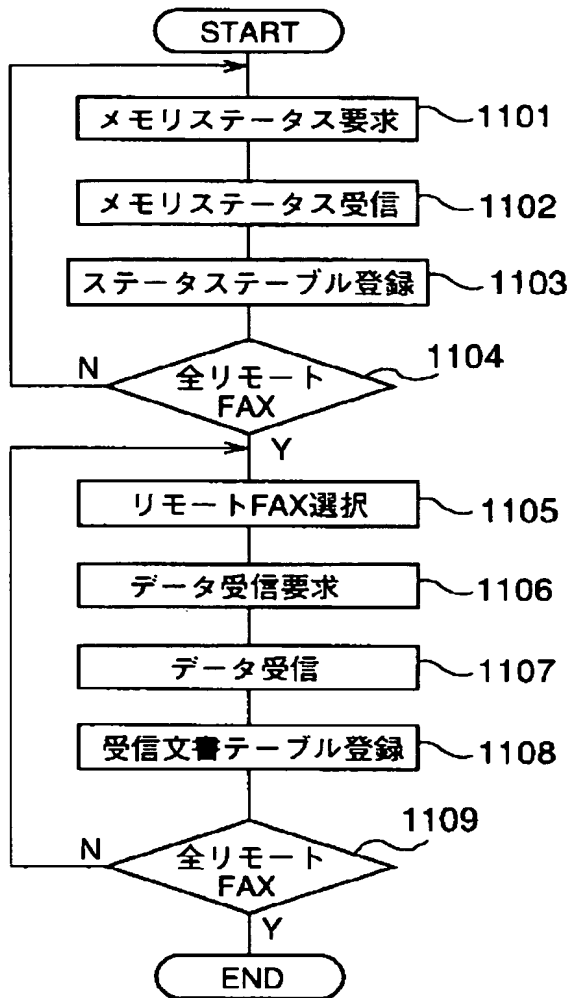 START
メモリステータス要求
1101
メモリステータス受信
1102
ステータステーブル登録
1103
1104
全リモート
FAX
N
Y
リモートFAX選択
1105
データ受信要求
1106
データ受信
1107
受信文書テーブル登録
1108
1109
全リモート
FAX
N
Y
END